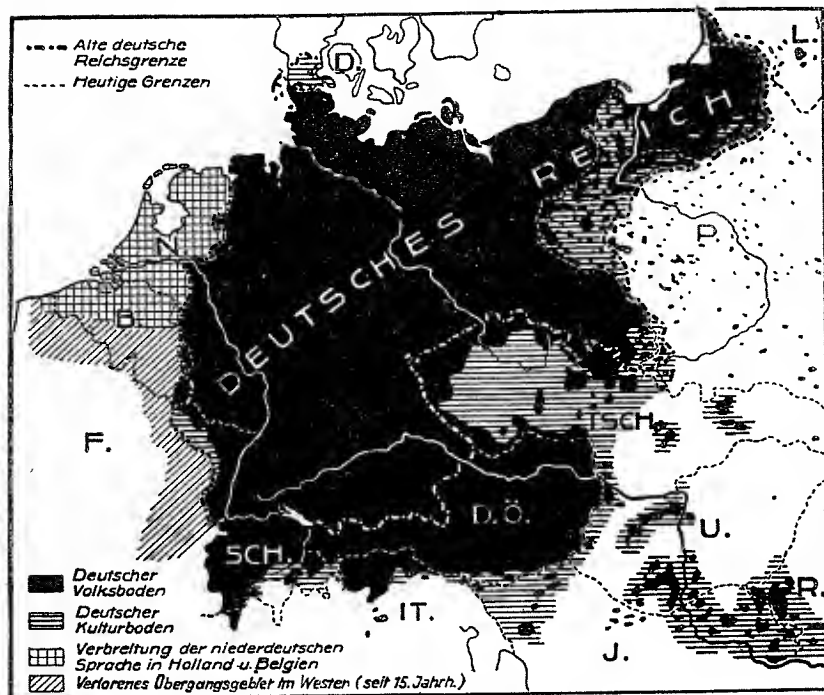 Alte deutsche
Reichsgrenze
Heutige Grenzen
D.
L.
DEUTSCHES REICH
N
B
P.
F.
TSCH.
D.Ö.
SCH.
U.
IT.
J.
R.
Deutscher
Volksboden
Deutscher
Kulturboden
Verbreitung der niederdeutschen
Sprache in Holland u. Belgien
Verlorenes Übergangsgebiet im Westen (seit 15. Jahrh.)